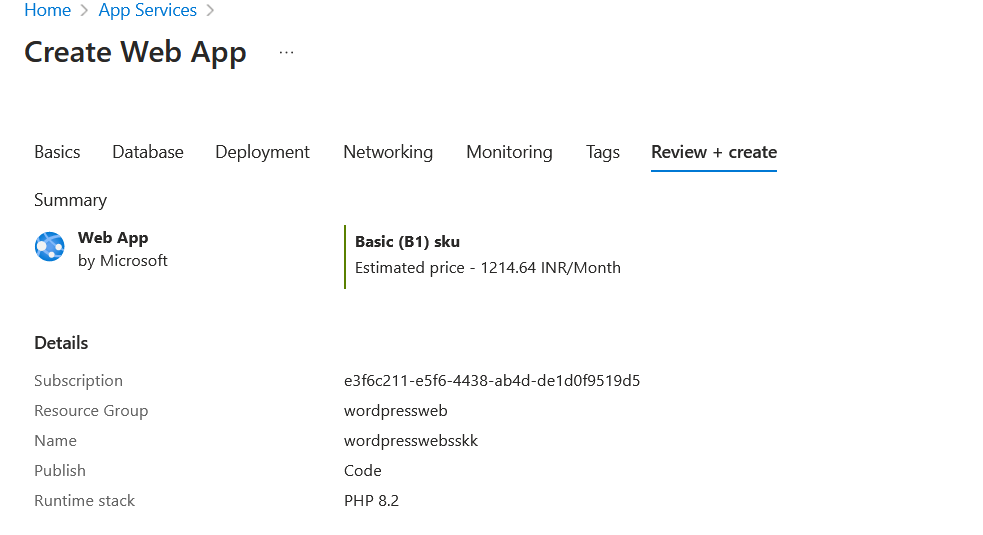 Home > App Services >
Create Web App ...
Basics Database Deployment Networking Monitoring Tags Review + create
Summary
Web App
by Microsoft
Basic (B1) sku
Estimated price - 1214.64 INR/Month
Details
Subscription e3f6c211-e5f6-4438-ab4d-de1d0f9519d5
Resource Group wordpressweb
Name wordpresswebsskk
Publish Code
Runtime stack PHP 8.2